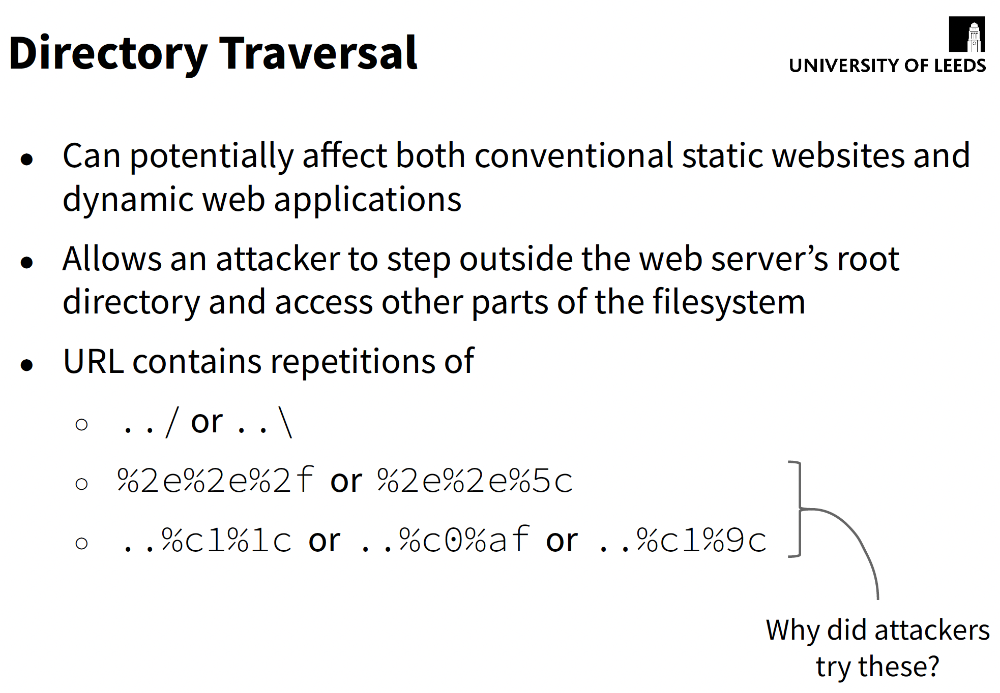 Directory Traversal
UNIVERSITY OF LEEDS
● Can potentially affect both conventional static websites and
dynamic web applications
● Allows an attacker to step outside the web server’s root
directory and access other parts of the filesystem
● URL contains repetitions of
○ ../ or ..\
○ %2e%2e%2f or %2e%2e%5c
○ ..%c1%1c or ..%c0%af or ..%c1%9c
Why did attackers
try these?